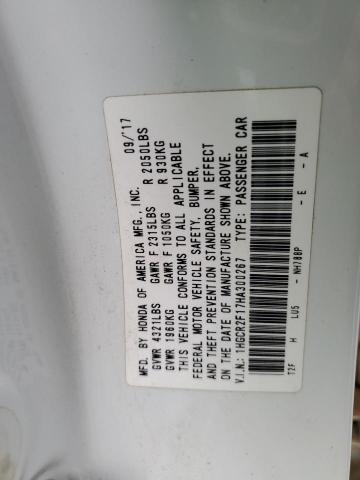 MFD. BY HONDA OF AMERICA MFG.,INC. 09/17
GVWR 4321LBS GAWR F 2315LBS R 2050LBS
GVWR 1960KG GAWR F 1050KG R 930KG
THIS VEHICLE CONFORMS TO ALL APPLICABLE
FEDERAL MOTOR VEHICLE SAFETY, BUMPER,
AND THEFT PREVENTION STANDARDS IN EFFECT
ON THE DATE OF MANUFACTURE SHOWN ABOVE.
V.I.N.: 1HGCR2F17HA300267 TYPE: PASSENGER CAR
T2F H LU5 - NH788P - E - A